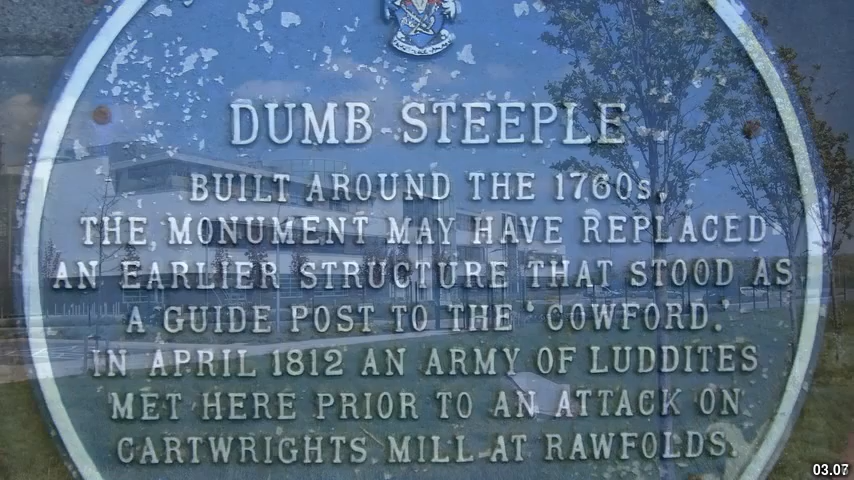 DUMB STEEPLE
BUILT AROUND THE 1760s,
THE MONUMENT MAY HAVE REPLACED
AN EARLIER STRUCTURE THAT STOOD AS
A GUIDE POST TO THE 'COWFORD.'
IN APRIL 1812 AN ARMY OF LUDDITES
MET HERE PRIOR TO AN ATTACK ON
CARTWRIGHTS MILL AT RAWFOLDS.
03.07